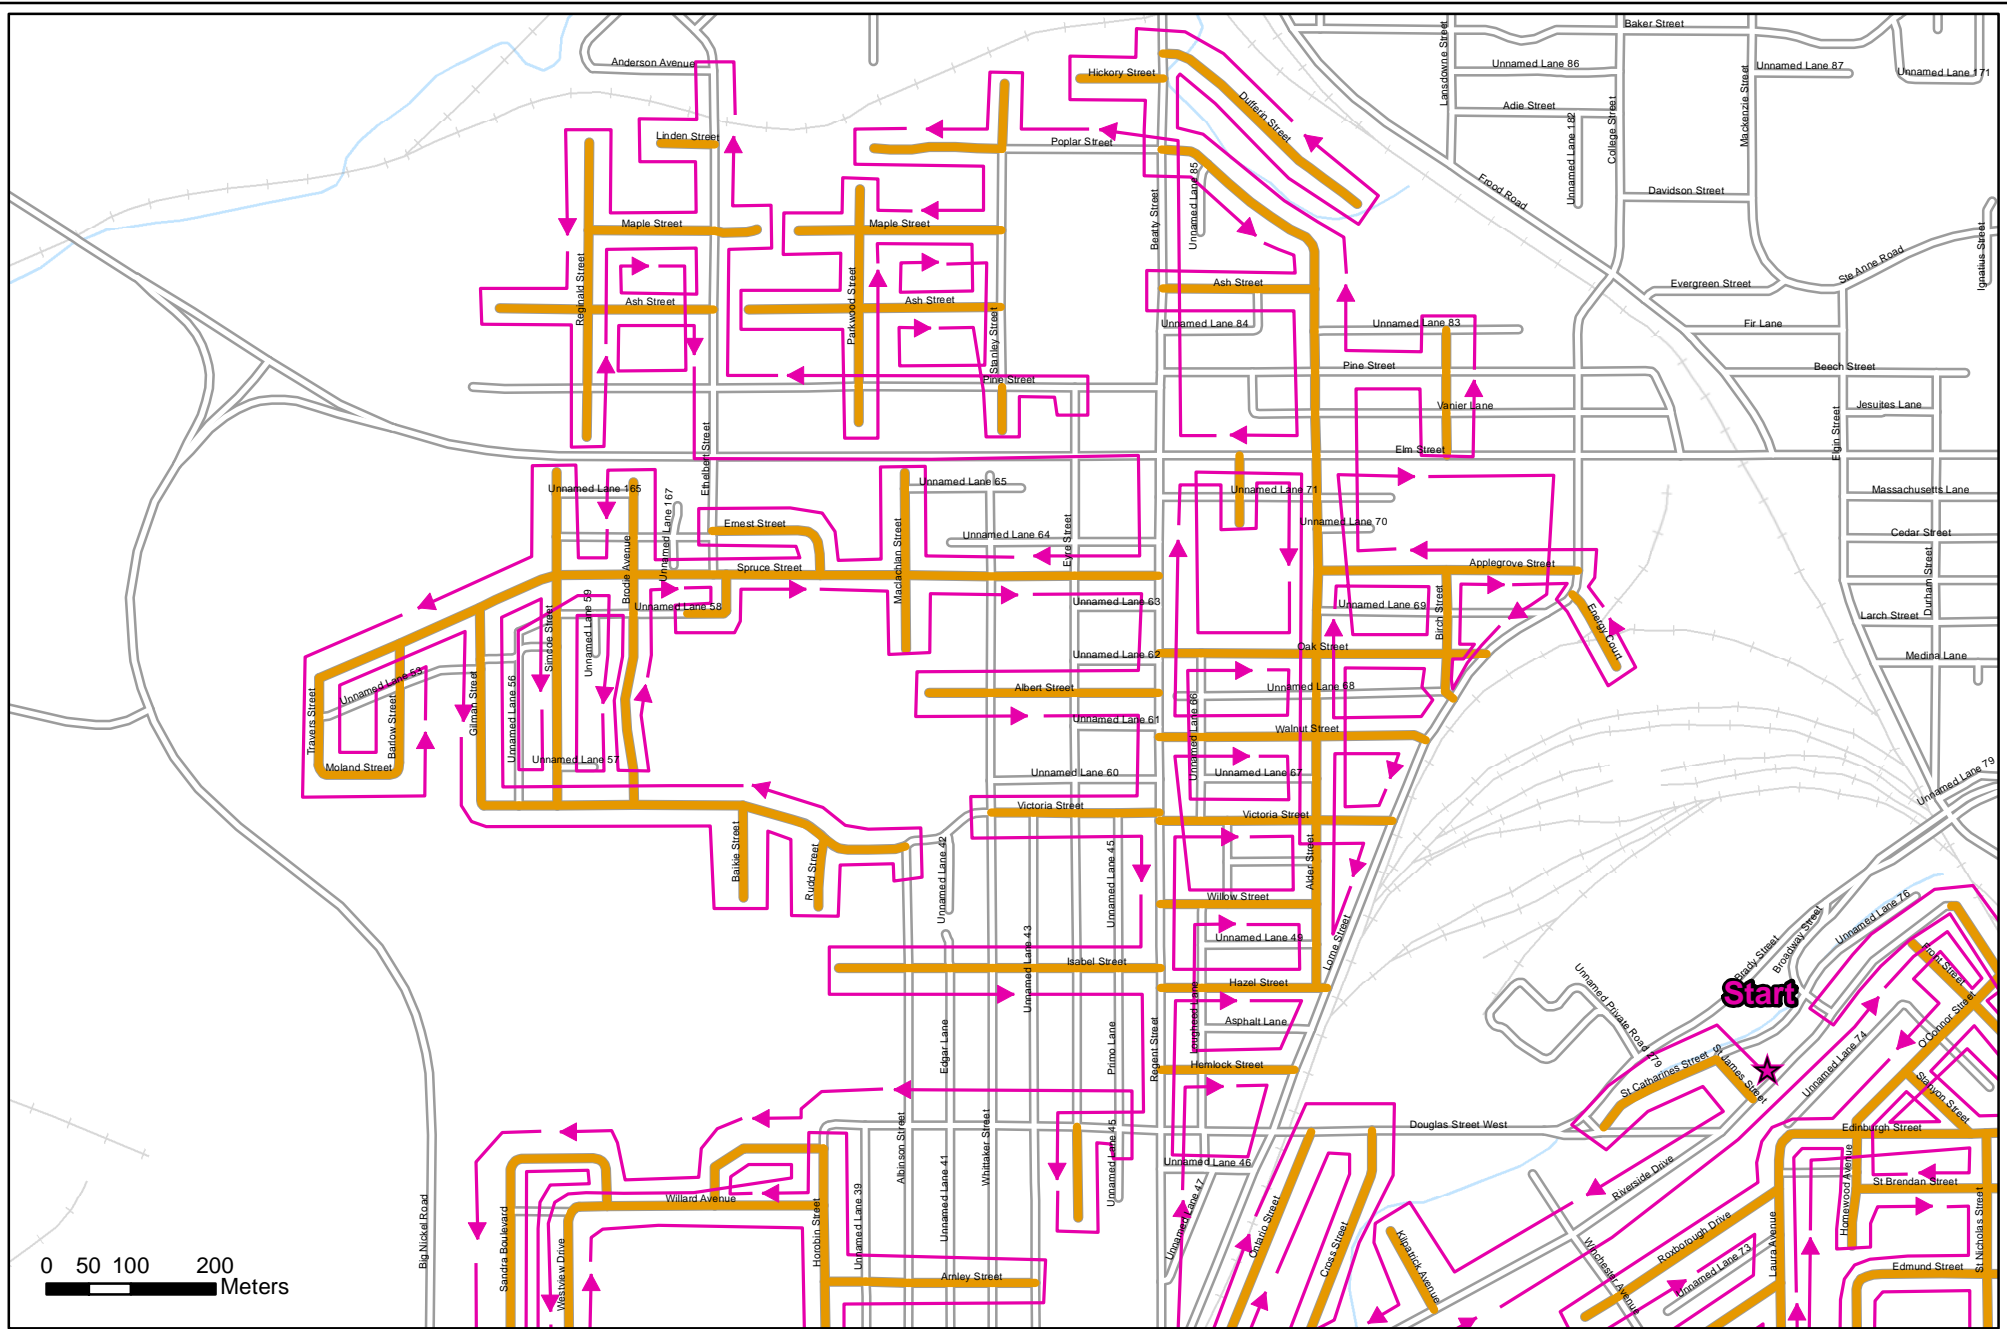 Baker Street
Anderson Avenue
Lansdowne Street
Unnamed Lane 86
Unnamed Lane 87
Unnamed Lane 171
Hickory Street
Mackenzie Street
Dufferin Street
Adie Street
College Street
Unnamed Lane 182
Linden Street
Poplar Street
Unnamed Lane 85
Frood Road
Davidson Street
Beatty Street
Maple Street
Maple Street
Ignatius Street
Ste Anne Road
Reginald Street
Parkwood Street
Ash Street
Evergreen Street
Ash Street
Ash Street
Stanley Street
Unnamed Lane 84
Unnamed Lane 83
Fir Lane
Pine Street
Pine Street
Beech Street
Vanier Lane
Jesuites Lane
Elgin Street
Ethelbert Street
Elm Street
Unnamed Lane 165
Unnamed Lane 167
Unnamed Lane 65
Unnamed Lane 71
Massachusetts Lane
Ernest Street
Maclachlan Street
Unnamed Lane 64
Eyre Street
Unnamed Lane 70
Cedar Street
Brodie Avenue
Spruce Street
Applegrove Street
Durham Street
Unnamed Lane 59
Unnamed Lane 58
Unnamed Lane 63
Unnamed Lane 69
Birch Street
Energy Court
Larch Street
Simcoe Street
Unnamed Lane 62
Oak Street
Medina Lane
Unnamed Lane 53
Unnamed Lane 56
Albert Street
Unnamed Lane 68
Travers Street
Barlow Street
Gilman Street
Unnamed Lane 61
Unnamed Lane 66
Walnut Street
Moland Street
Unnamed Lane 57
Unnamed Lane 60
Unnamed Lane 67
Unnamed Lane 79
Victoria Street
Victoria Street
Baikie Street
Rudd Street
Unnamed Lane 42
Unnamed Lane 45
Alder Street
Willow Street
Unnamed Lane 76
Unnamed Lane 43
Unnamed Lane 49
Lorne Street
Brady Street
Broadway Street
Front Street
Isabel Street
Hazel Street
Unnamed Private Road 279
Start
Lougheed Lane
Asphalt Lane
O'Connor Street
Edgar Lane
Primo Lane
Regent Street
Hemlock Street
St Catharines Street
St James Street
Unnamed Lane 74
Stanyon Street
Albinson Street
Whittaker Street
Unnamed Lane 45
Douglas Street West
Edinburgh Street
Unnamed Lane 41
Unnamed Lane 46
Riverside Drive
Homewood Avenue
St Brendan Street
Willard Avenue
Unnamed Lane 39
Unnamed Lane 47
Big Nickel Road
Sandra Boulevard
Westview Drive
Horobin Street
Ontario Street
Cross Street
Kilpatrick Avenue
Winchester Avenue
Roxborough Drive
Unnamed Lane 73
Laura Avenue
St Nicholas Street
Arnley Street
Edmund Street
0 50 100 200
Meters